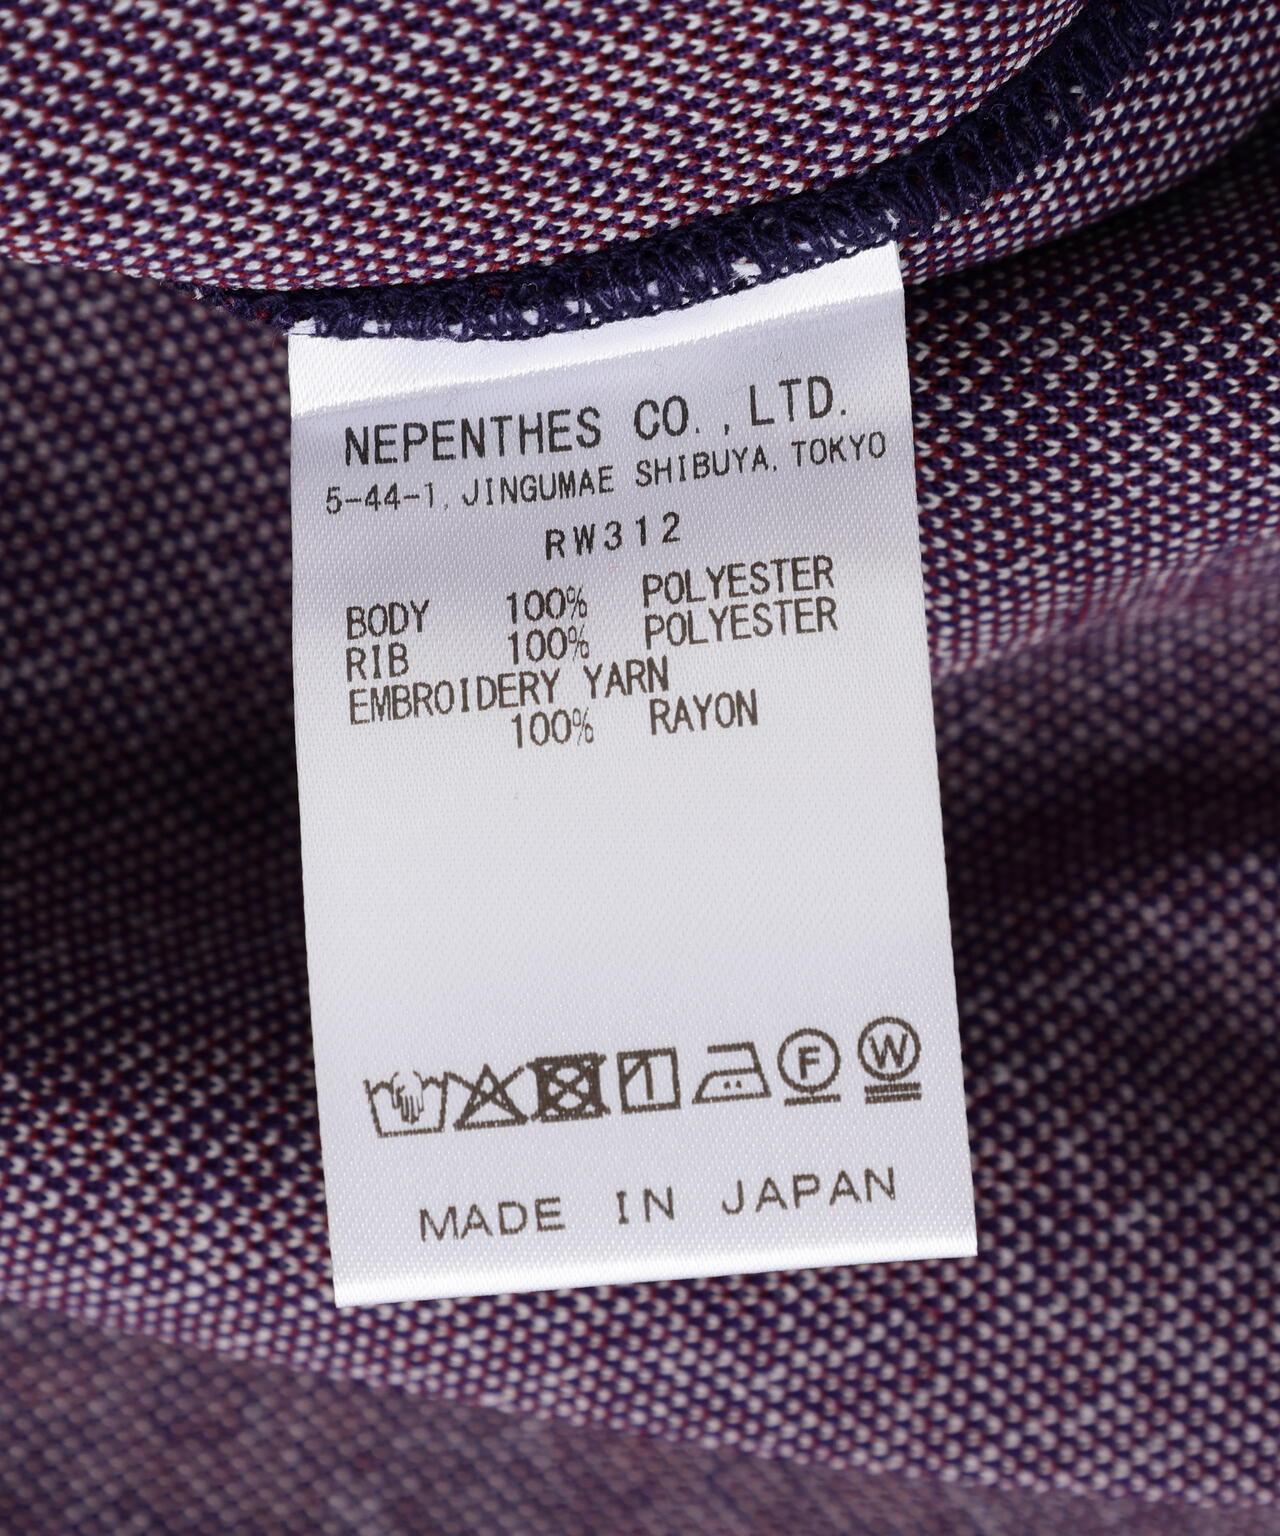 NEPENTHES CO., LTD.
5-44-1, JINGUMAE SHIBUYA, TOKYO
RW312
BODY 100% POLYESTER
RIB 100% POLYESTER
EMBROIDERY YARN
100% RAYON
F W
MADE IN JAPAN